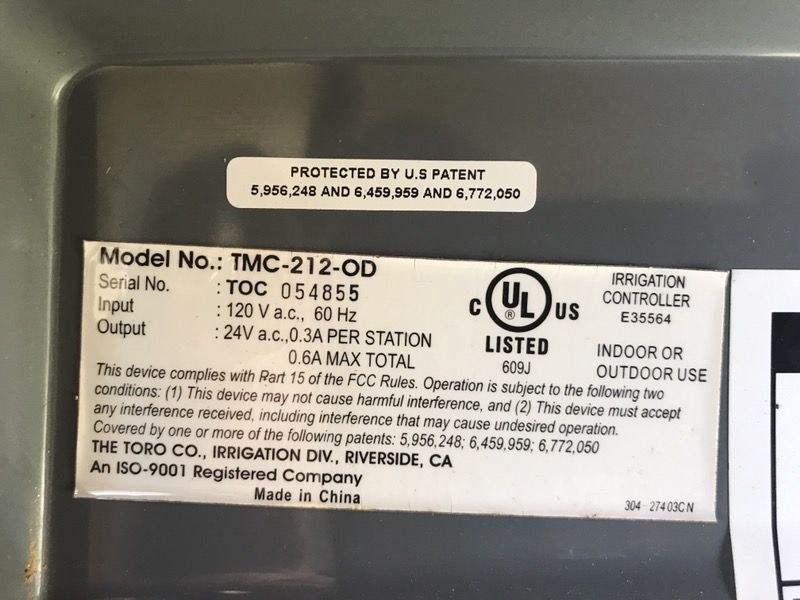 PROTECTED BY U.S PATENT
5,956,248 AND 6,459,959 AND 6,772,050
Model No.: TMC-212-OD
Serial No. : TOC 054855
Input : 120 V a.c., 60 Hz
Output : 24V a.c.,0.3A PER STATION
0.6A MAX TOTAL
C UL ® US
LISTED
609J
IRRIGATION
CONTROLLER
E35564
INDOOR OR
OUTDOOR USE
This device complies with Part 15 of the FCC Rules. Operation is subject to the following two
conditions: (1) This device may not cause harmful interference, and (2) This device must accept
any interference received, including interference that may cause undesired operation.
Covered by one or more of the following patents: 5,956,248; 6,459,959; 6,772,050
THE TORO CO., IRRIGATION DIV., RIVERSIDE, CA
An ISO-9001 Registered Company
Made in China
304 - 27403CN